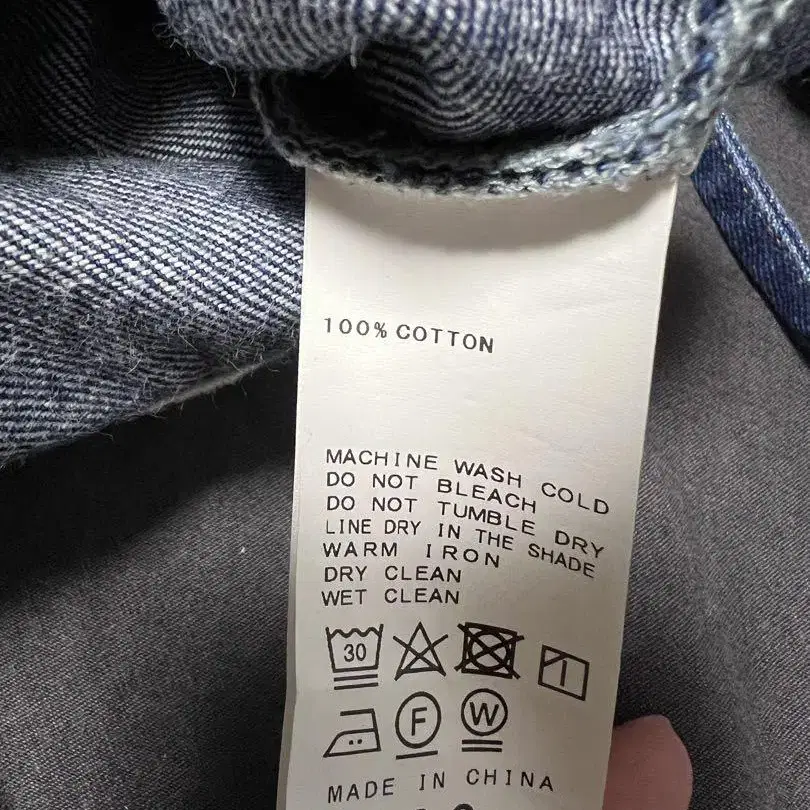 100% COTTON
MACHINE WASH COLD
DO NOT BLEACH
DO NOT TUMBLE DRY
LINE DRY IN THE SHADE
WARM IRON
DRY CLEAN
WET CLEAN
30
F W
MADE IN CHINA